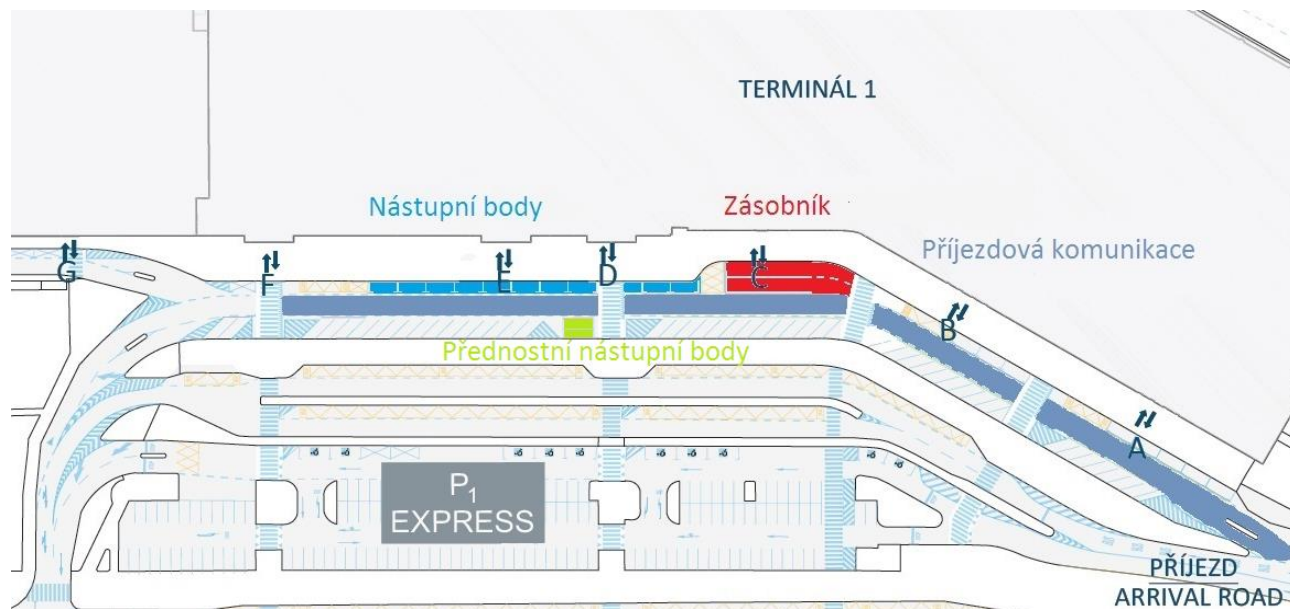 TERMINÁL 1
Nástupní body
Zásobník
Příjezdová komunikace
G
F
E
D
C
B
A
Přednostní nástupní body
P1
EXPRESS
PŘÍJEZD
ARRIVAL ROAD